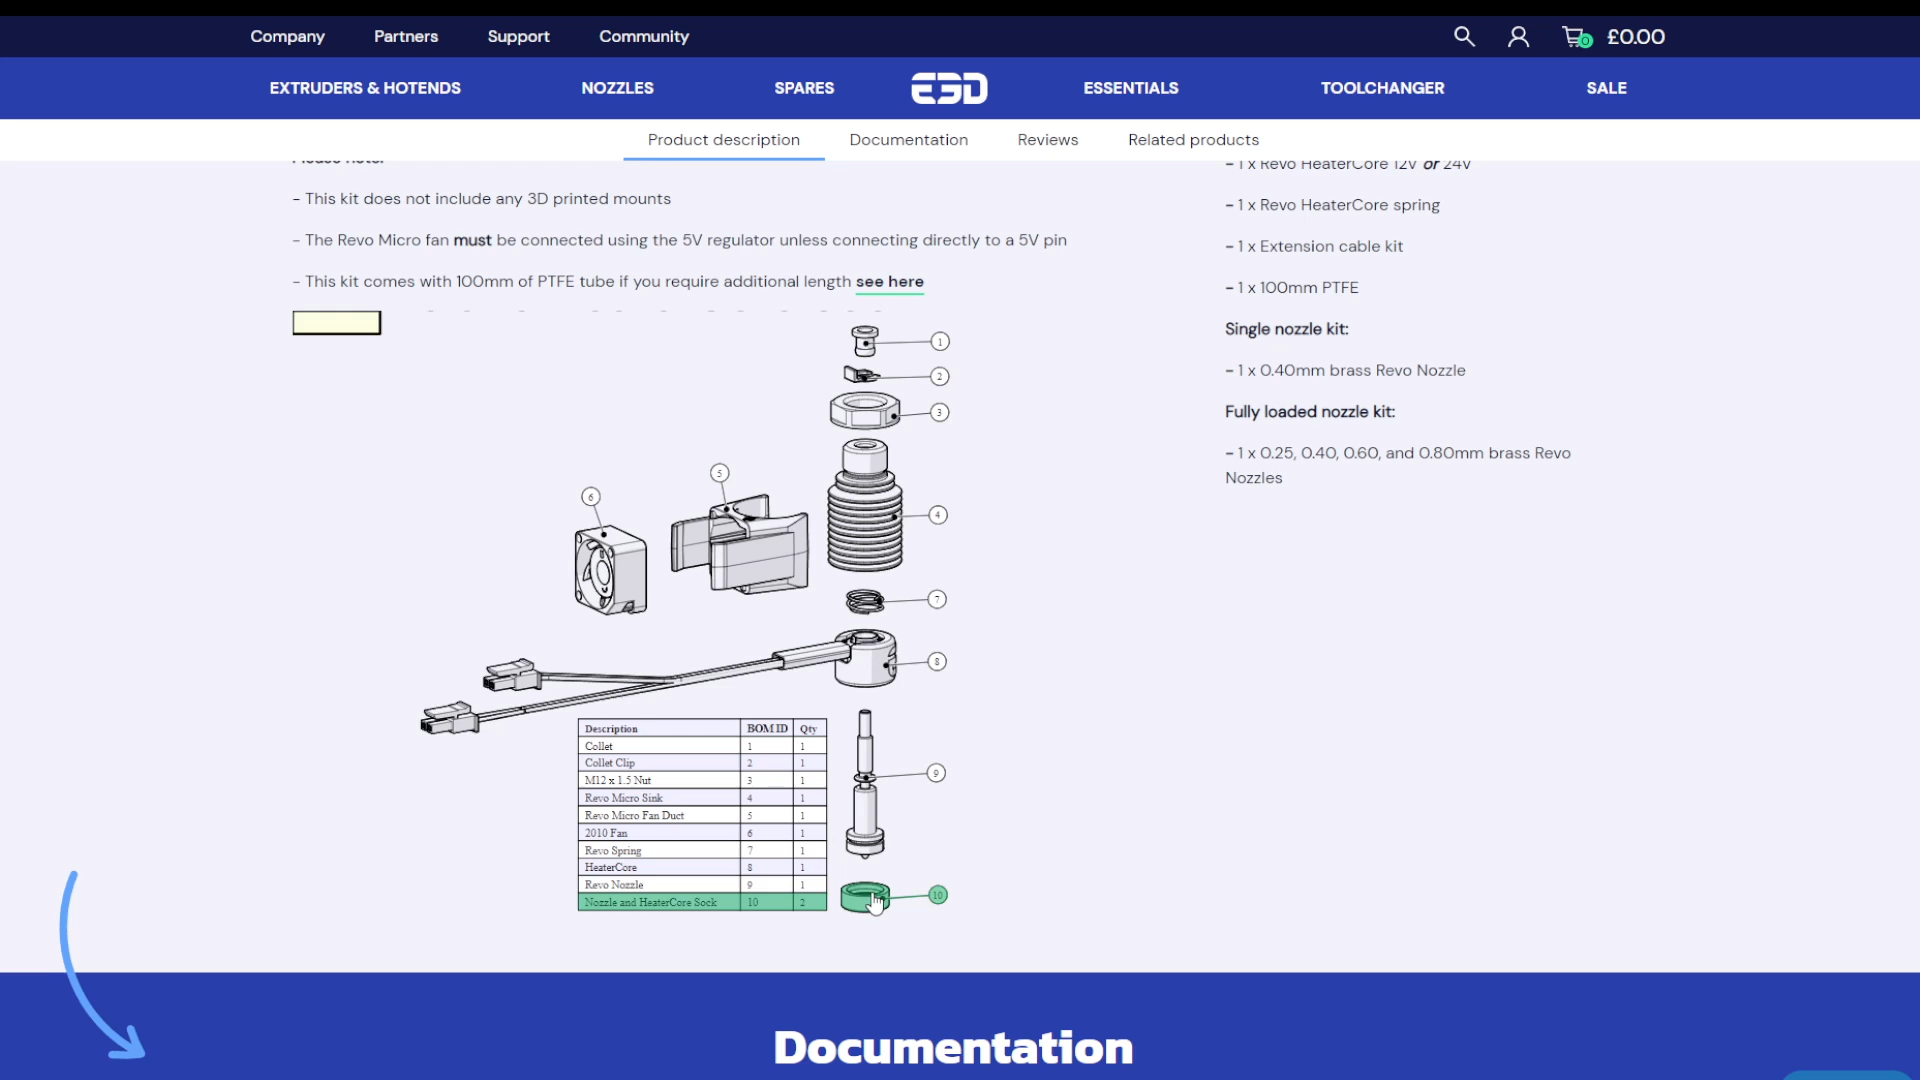 Company Partners Support Community 0 £0.00
EXTRUDERS & HOTENDS NOZZLES SPARES E3D ESSENTIALS TOOLCHANGER SALE
Product description Documentation Reviews Related products
Please note:
- This kit does not include any 3D printed mounts
- The Revo Micro fan must be connected using the 5V regulator unless connecting directly to a 5V pin
- This kit comes with 100mm of PTFE tube if you require additional length see here
- 1 x Revo HeaterCore 12V or 24V
- 1 x Revo HeaterCore spring
- 1 x Extension cable kit
- 1 x 100mm PTFE
Single nozzle kit:
- 1 x 0.40mm brass Revo Nozzle
Fully loaded nozzle kit:
- 1 x 0.25, 0.40, 0.60, and 0.80mm brass Revo
Nozzles
1
2
3
4
5
6
7
8
9
10
Description BOM ID Qty
Collet 1 1
Collet Clip 2 1
M12 x 1.5 Nut 3 1
Revo Micro Sink 4 1
Revo Micro Fan Duct 5 1
2010 Fan 6 1
Revo Spring 7 1
HeaterCore 8 1
Revo Nozzle 9 1
Nozzle and HeaterCore Sock 10 2
Documentation